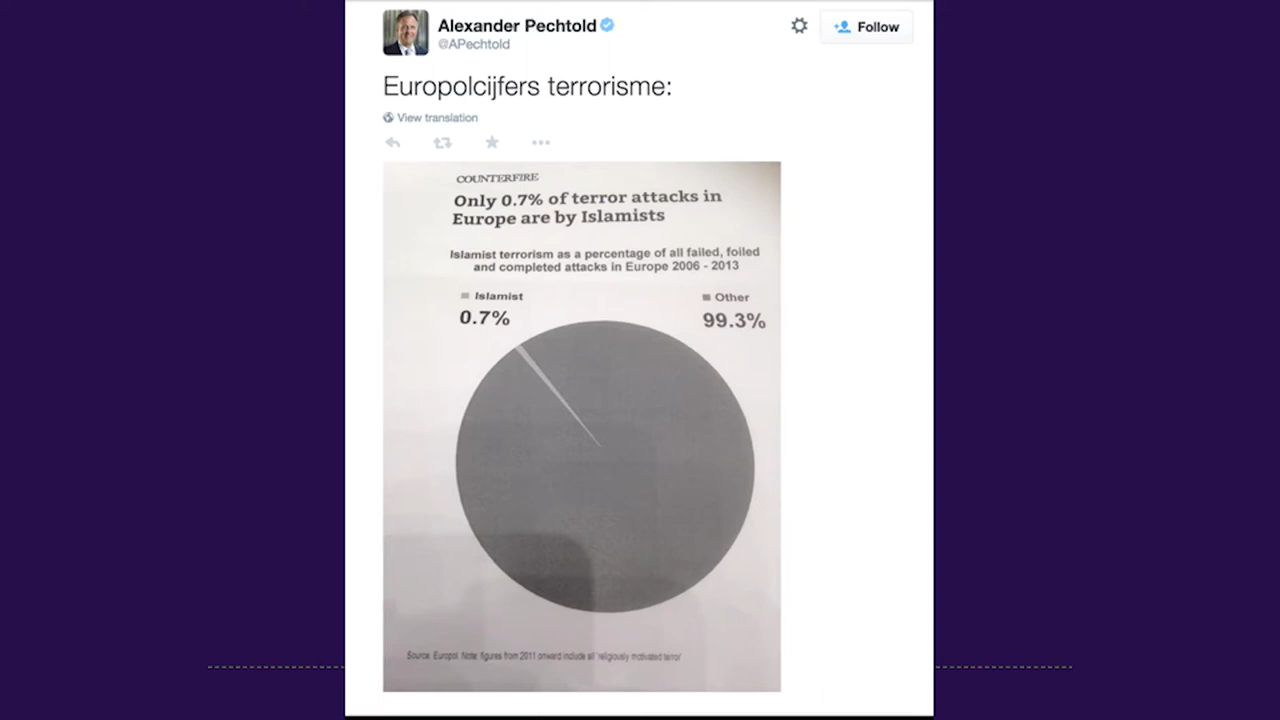 Alexander Pechtold
@APechtold
Follow
Europolcijfers terrorisme:
View translation
COUNTERFIRE
Only 0.7% of terror attacks in
Europe are by Islamists
Islamist terrorism as a percentage of all failed, foiled
and completed attacks in Europe 2006 - 2013
Islamist
0.7%
Other
99.3%
Source: Europol. Note: figures from 2011 onward include all 'religiously motivated terror'